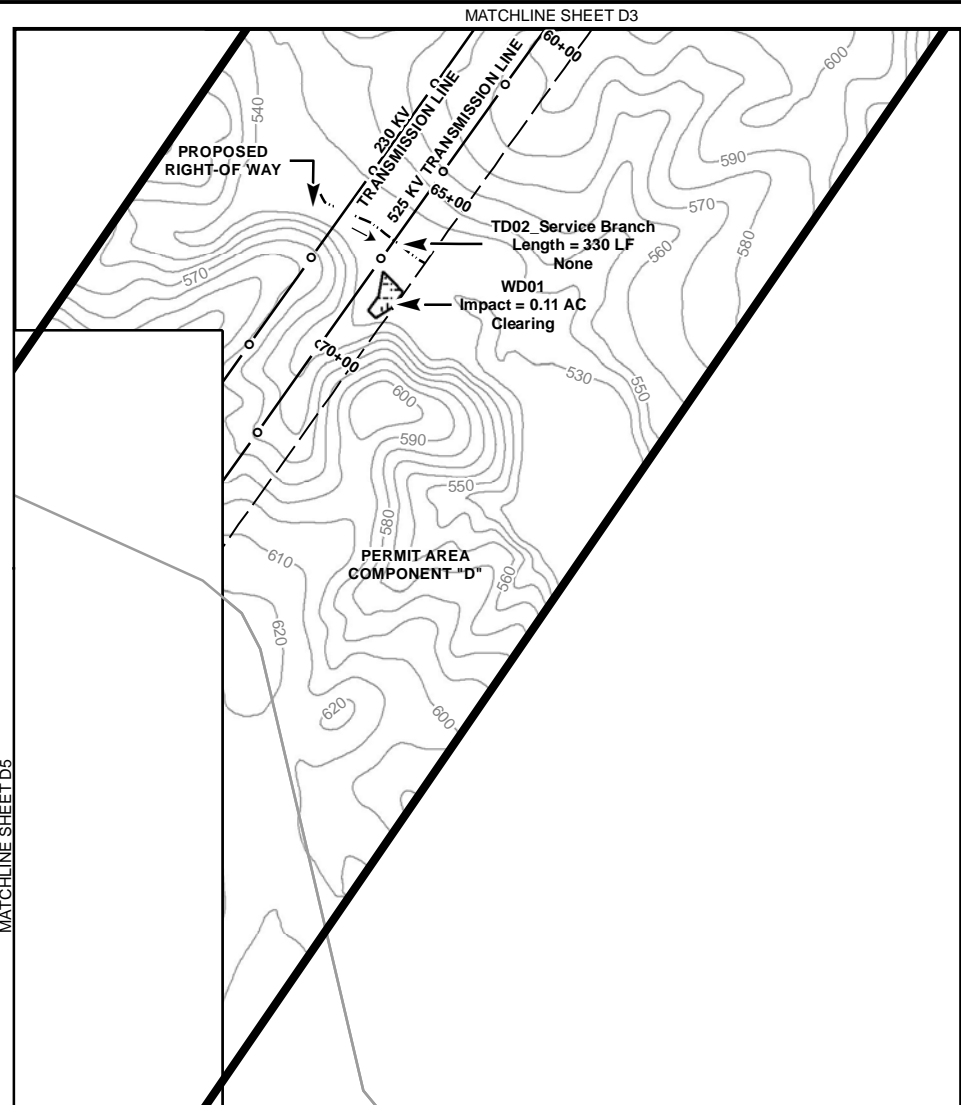 MATCHLINE SHEET D3
60+00
600
540
230 KV
TRANSMISSION LINE
525 KV TRANSMISSION LINE
590
PROPOSED
RIGHT-OF WAY
65+00
570
580
TD02_Service Branch
Length = 330 LF
None
560
570
WD01
Impact = 0.11 AC
Clearing
70+00
530
550
600
590
550
580
610
PERMIT AREA
COMPONENT "D"
560
620
620
600
MATCHLINE SHEET D5